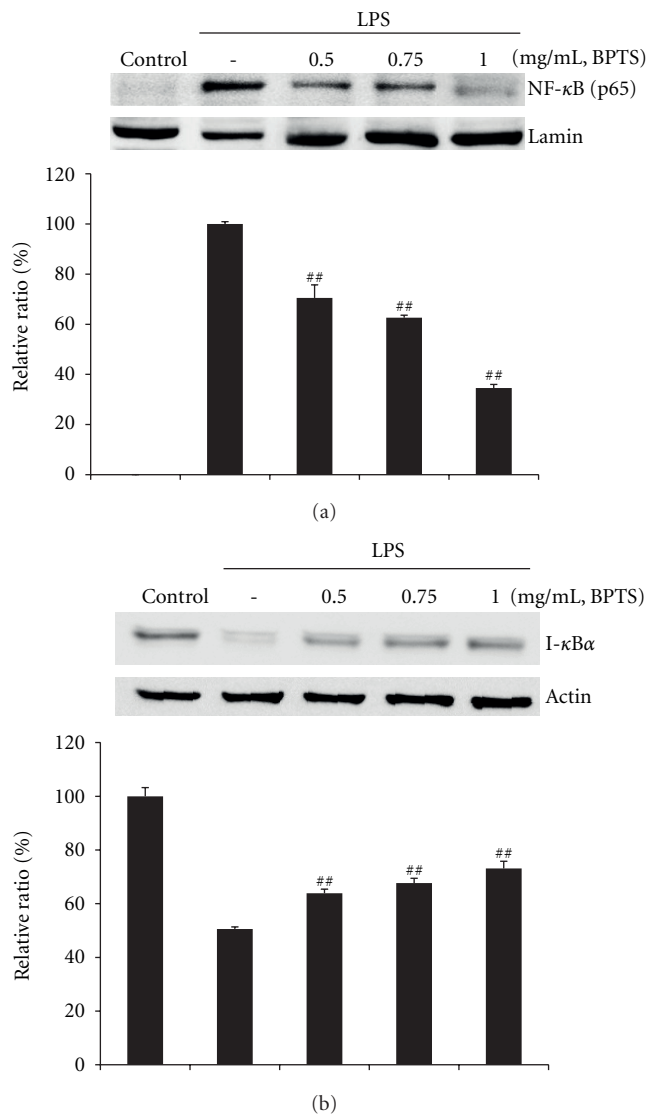 LPS
Control - 0.5 0.75 1 (mg/mL, BPTS)
NF-κB (p65)
Lamin
120
100
80
60
40
20
0
Relative ratio (%)
##
##
##
(a)
LPS
Control - 0.5 0.75 1 (mg/mL, BPTS)
I-κBα
Actin
120
100
80
60
40
20
0
Relative ratio (%)
##
##
##
(b)